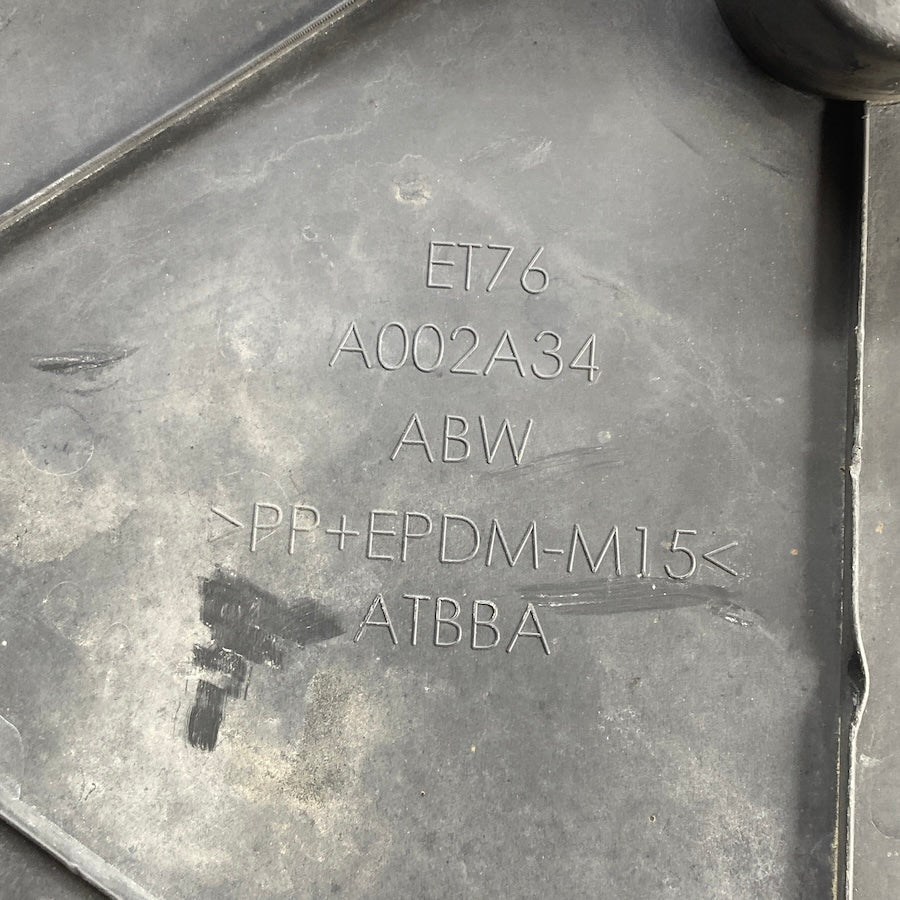 ET76
A002A34
ABW
>PP+EPDM-M15<
ATBBA